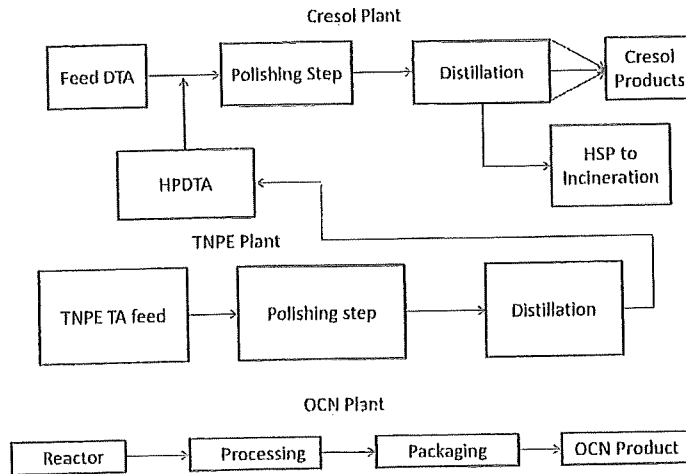 Cresol Plant
Feed DTA
Polishing Step
Distillation
Cresol
Products
HPDTA
HSP to
Incineration
TNPE Plant
TNPE TA feed
Polishing step
Distillation
OCN Plant
Reactor
Processing
Packaging
OCN Product